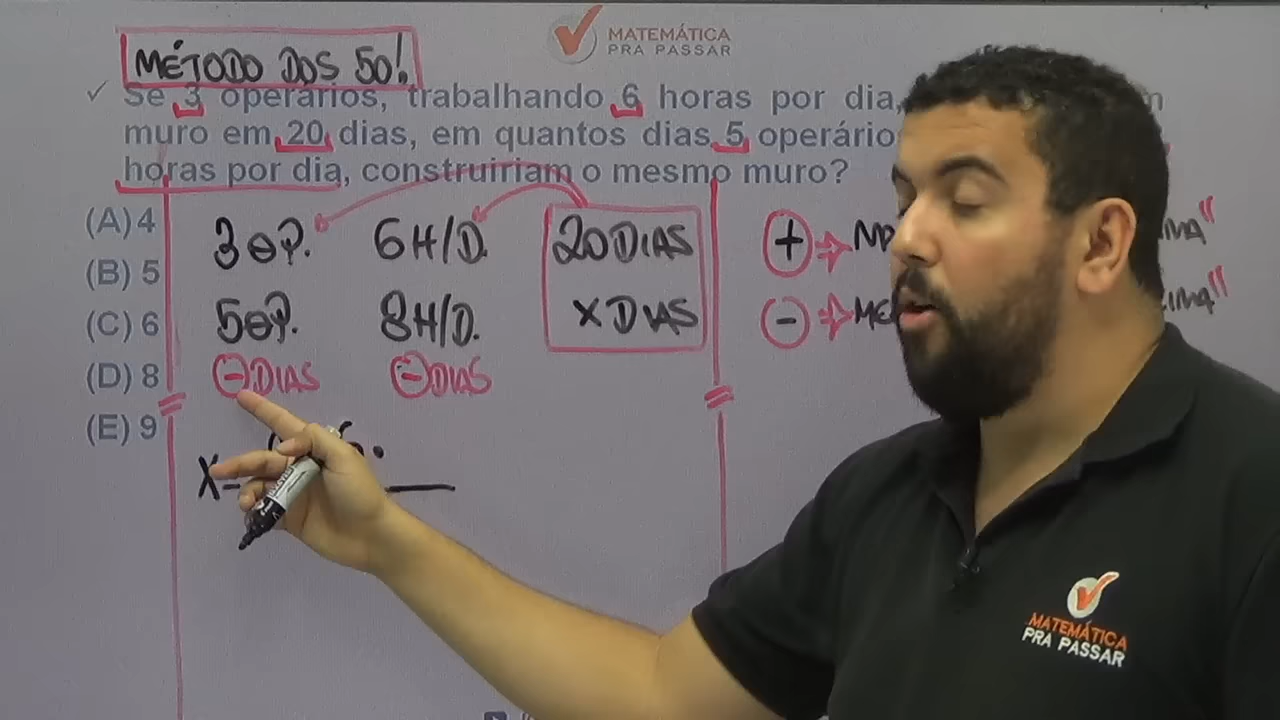 MÉTODO DOS 50!
MATEMÁTICA
PRA PASSAR
✓ Se 3 operários, trabalhando 6 horas por dia,
muro em 20 dias, em quantos dias 5
horas por dia, construiriam o mesmo muro?
(A) 4
(B) 5
(C) 6
(D) 8
(E) 9
3 OP. 6 H/D. 20 DIAS
5 OP. 8 H/D. X DIAS
- DIAS - DIAS
X =
+ ⇒
- ⇒
MATEMÁTICA
PRA PASSAR